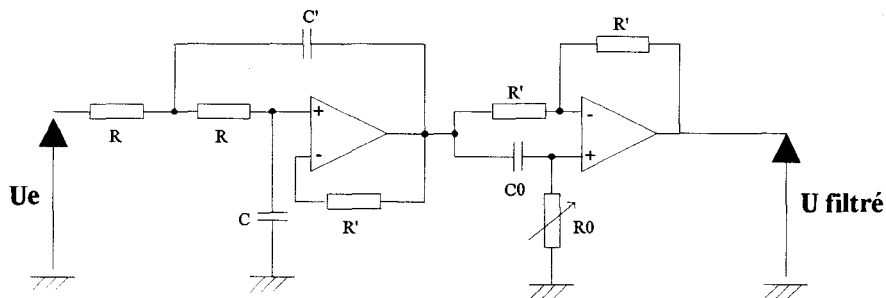 C'
R'
R
R
+
-
R'
-
+
C0
Ue
C
R'
R0
U filtré